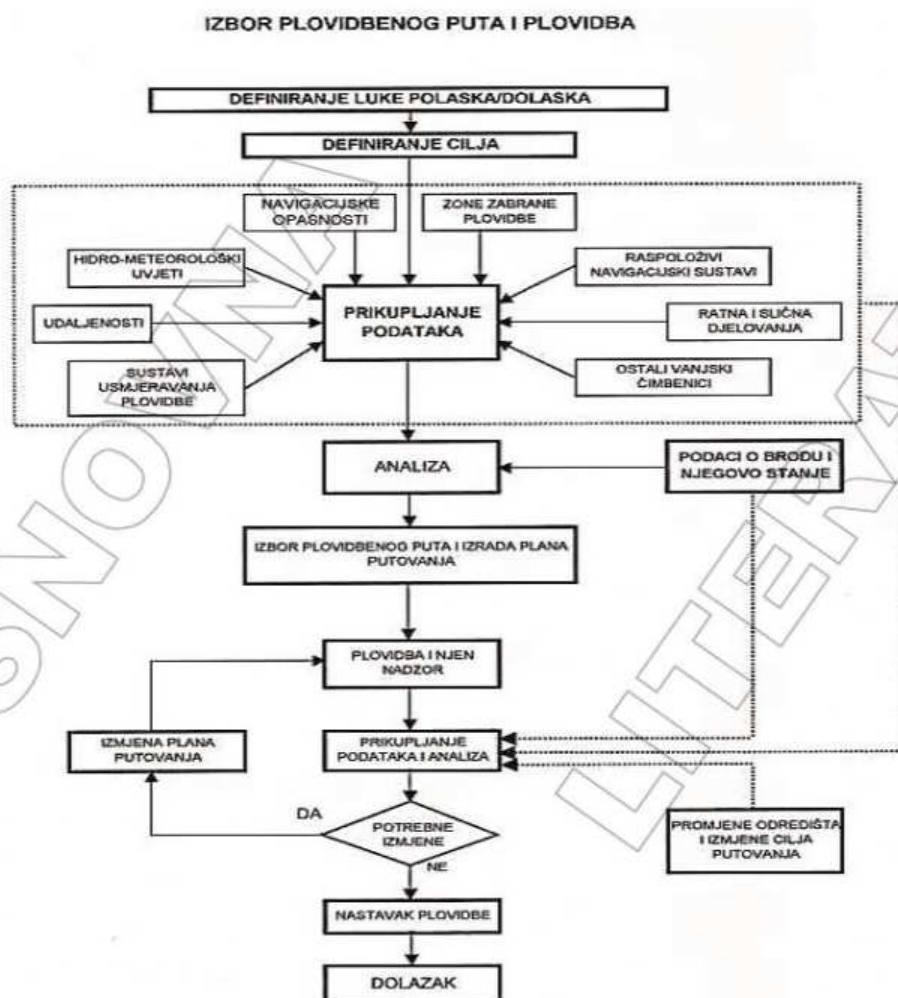 IZBOR PLOVIDBENOG PUTA I PLOVIDBA
DEFINIRANJE LUKE POLASKA/DOLASKA
DEFINIRANJE CILJA
NAVIGACIJSKE
OPASNOSTI
ZONE ZABRANE
PLOVIDBE
HIDRO-METEOROLOŠKI
UVJETI
RASPOLOŽIVI
NAVIGACIJSKI SUSTAVI
PRIKUPLJANJE
PODATAKA
UDALJENOSTI
RATNA I SLIČNA
DJELOVANJA
SUSTAVI
USMJERAVANJA
PLOVIDBE
OSTALI VANJSKI
ČIMBENICI
ANALIZA
PODACI O BRODU I
NJEGOVO STANJE
IZBOR PLOVIDBENOG PUTA I IZRADA PLANA
PUTOVANJA
PLOVIDBA I NJEN
NADZOR
IZMJENA PLANA
PUTOVANJA
PRIKUPLJANJE
PODATAKA I ANALIZA
DA
POTREBNE
IZMJENE
NE
PROMJENE ODREDIŠTA
I IZMJENE CILJA
PUTOVANJA
NASTAVAK PLOVIDBE
DOLAZAK
SNOVNA
LITERAT